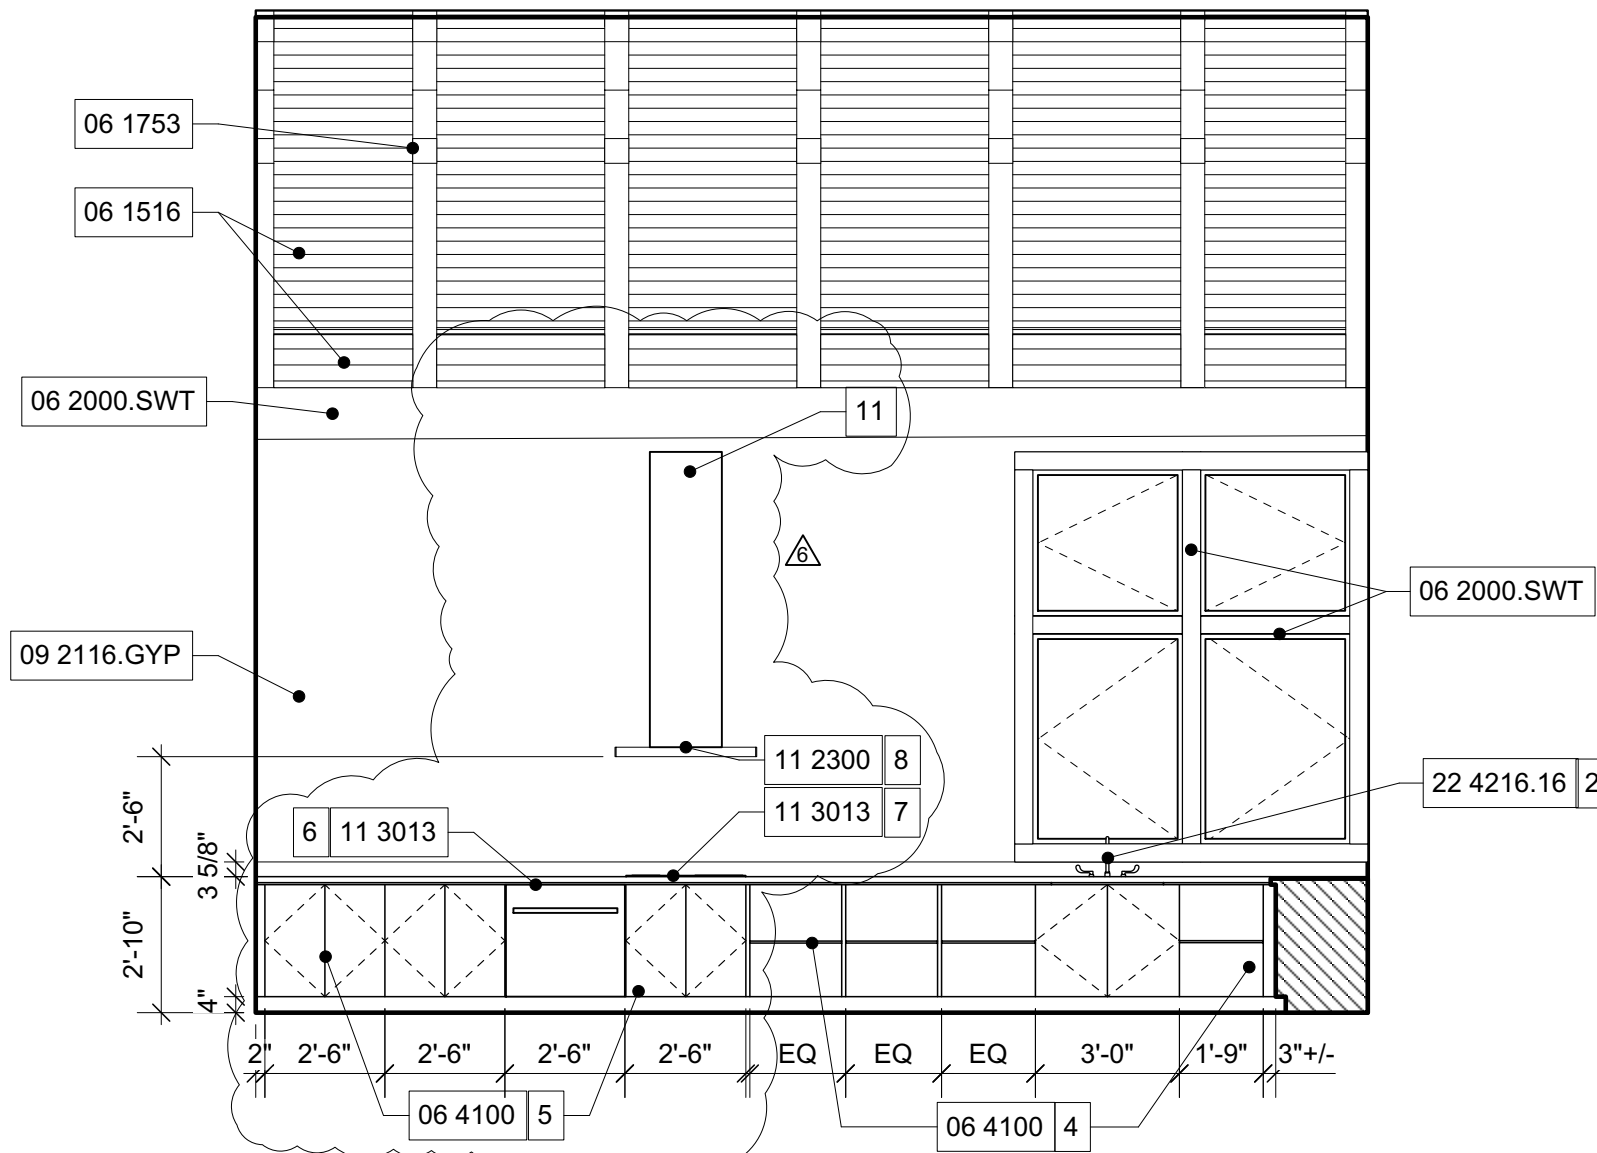 06 1753
06 1516
06 2000.SWT
11
6
06 2000.SWT
09 2116.GYP
11 2300 8
11 3013 7
22 4216.16 2
6 11 3013
2'-6"
3 5/8"
2'-10"
4"
2" 2'-6" 2'-6" 2'-6" 2'-6" EQ EQ EQ 3'-0" 1'-9" 3"+/-
06 4100 5
06 4100 4